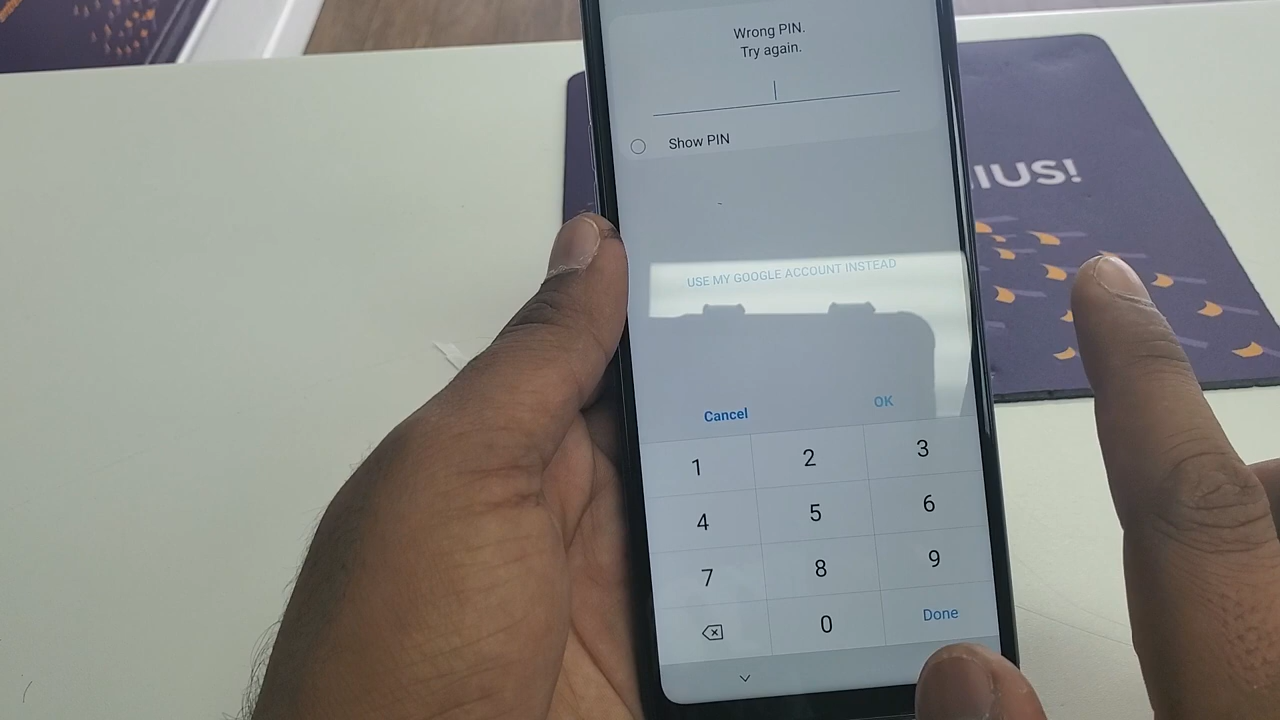 Wrong PIN.
Try again.
Show PIN
IUS!
USE MY GOOGLE ACCOUNT INSTEAD
Cancel
OK
1
2
3
4
5
6
7
8
9
0
Done